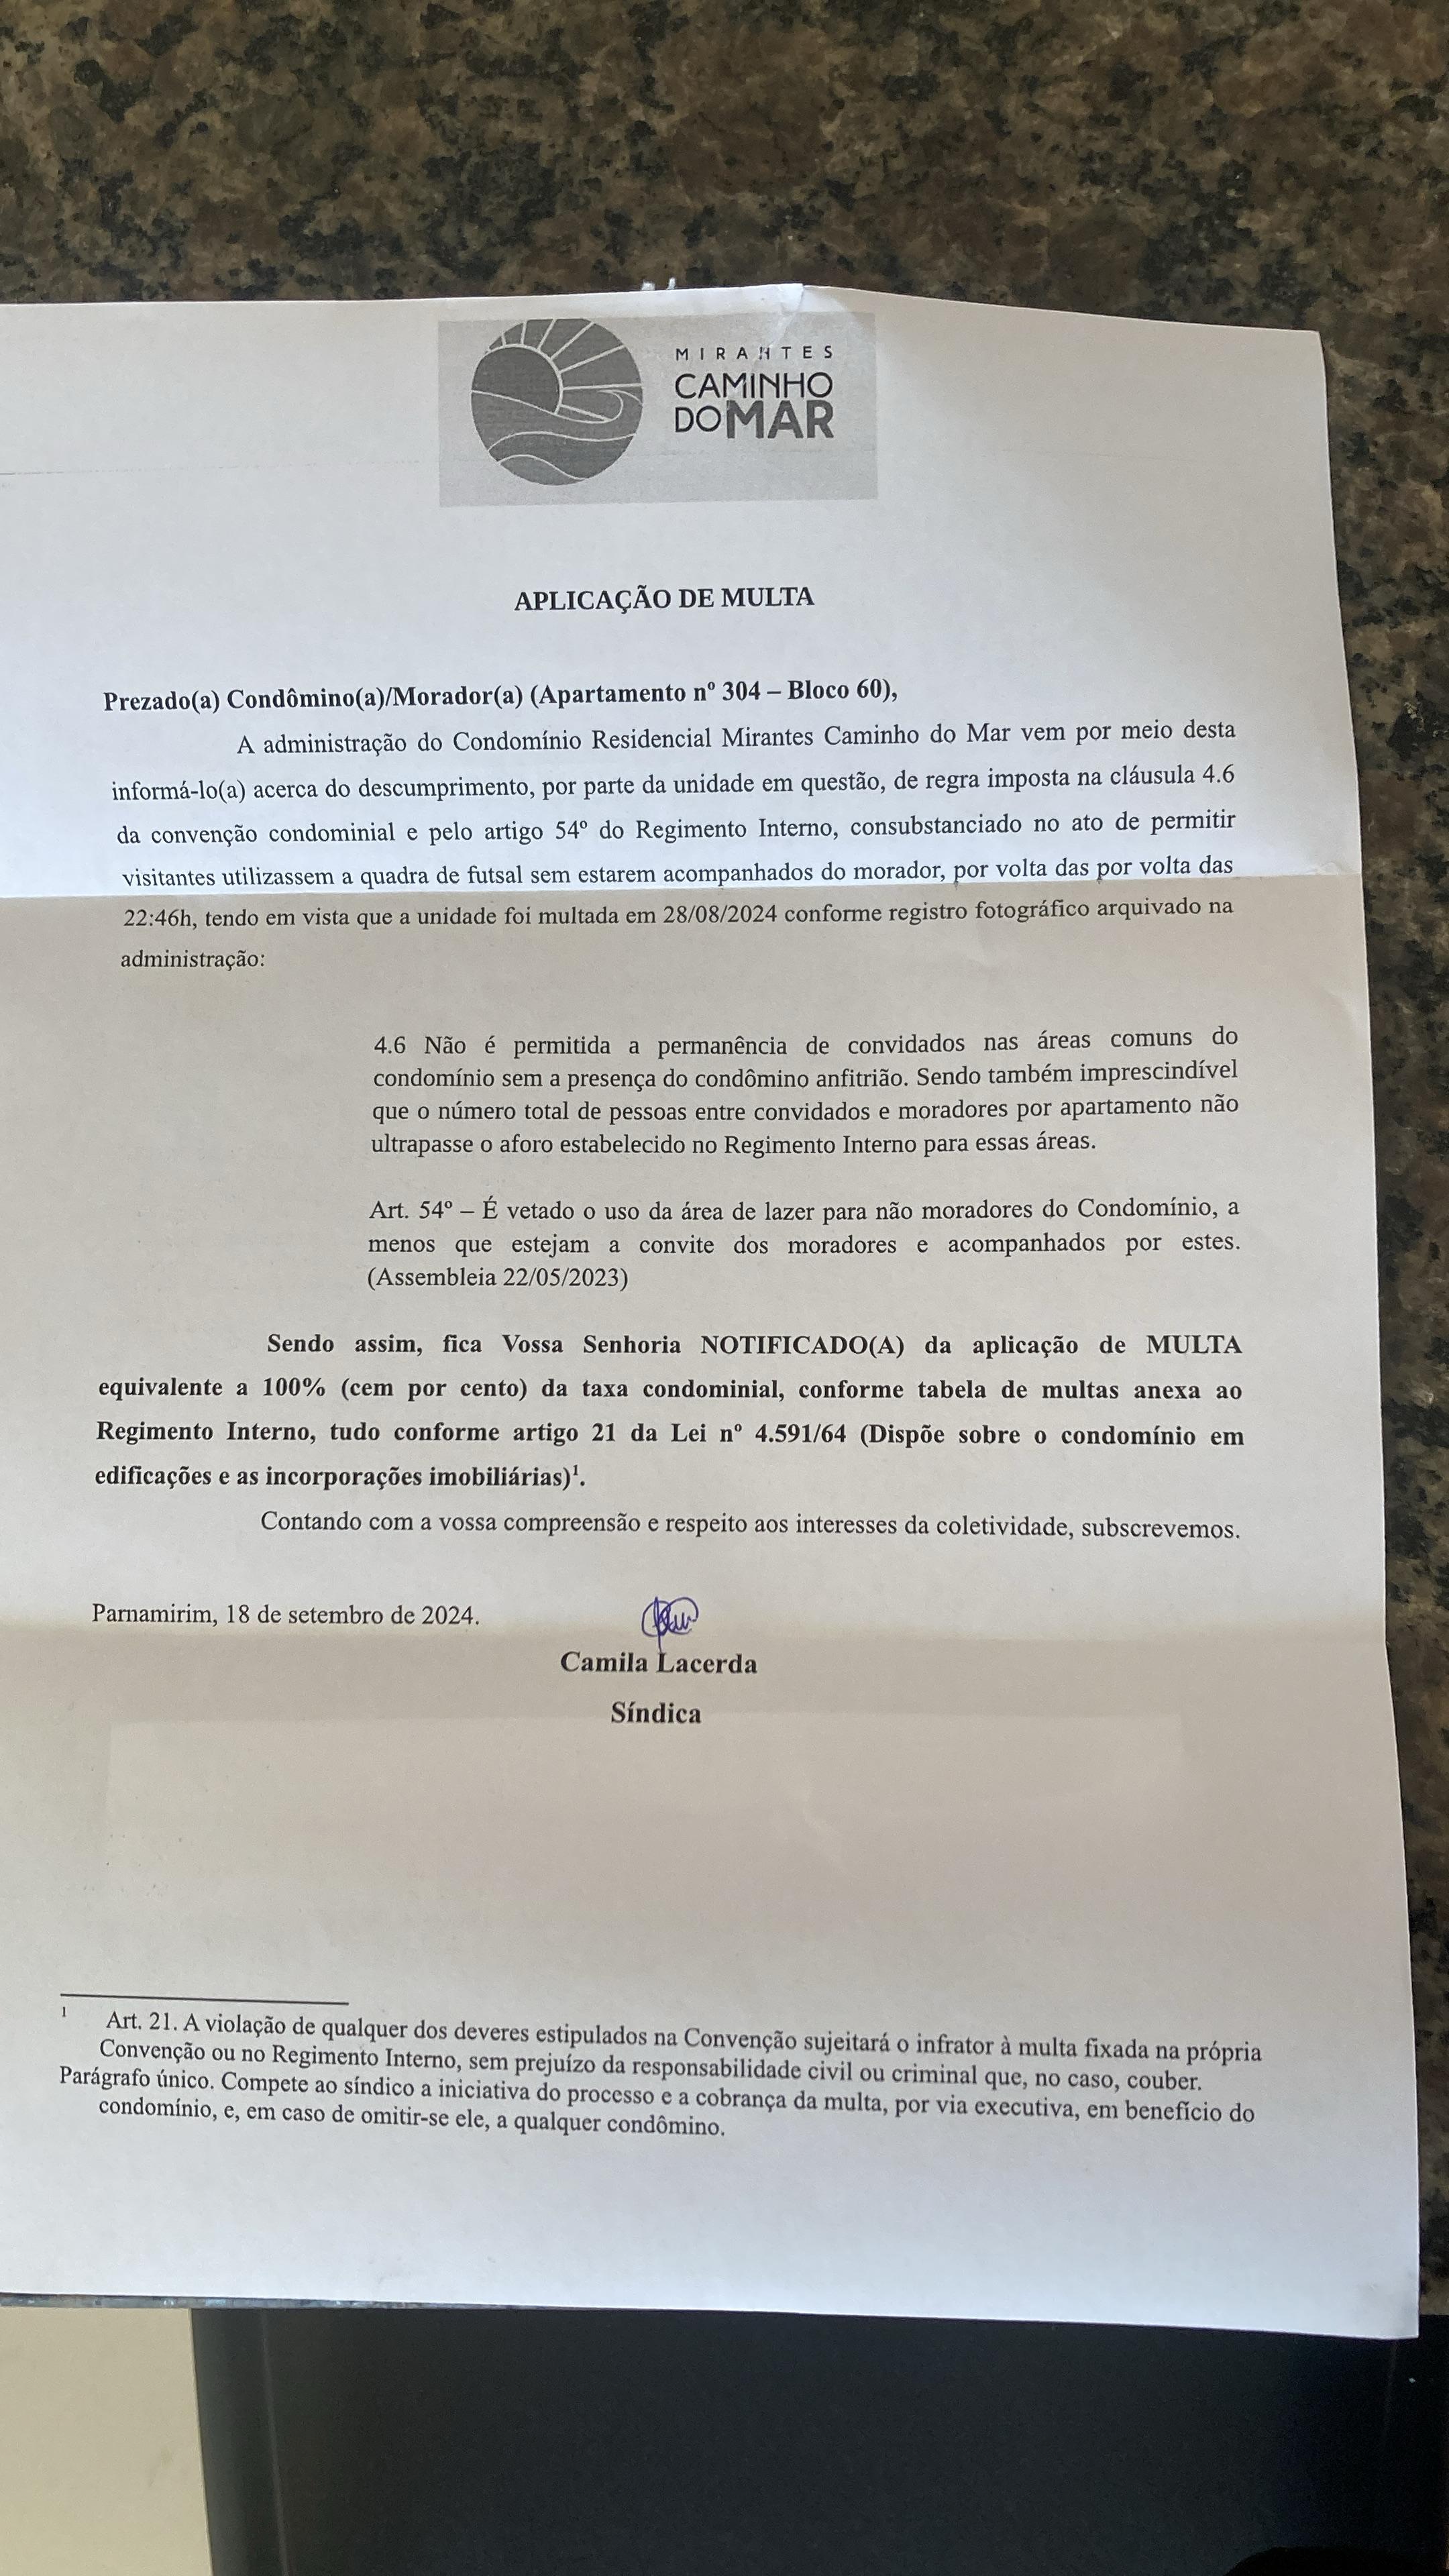 MIRANTES
CAMINHO
DOMAR
APLICAÇÃO DE MULTA
Prezado(a) Condômino(a)/Morador(a) (Apartamento nº 304 – Bloco 60),
A administração do Condomínio Residencial Mirantes Caminho do Mar vem por meio desta
informá-lo(a) acerca do descumprimento, por parte da unidade em questão, de regra imposta na cláusula 4.6
da convenção condominial e pelo artigo 54º do Regimento Interno, consubstanciado no ato de permitir
visitantes utilizassem a quadra de futsal sem estarem acompanhados do morador, por volta das por volta das
22:46h, tendo em vista que a unidade foi multada em 28/08/2024 conforme registro fotográfico arquivado na
administração:
4.6 Não é permitida a permanência de convidados nas áreas comuns do
condomínio sem a presença do condômino anfitrião. Sendo também imprescindível
que o número total de pessoas entre convidados e moradores por apartamento não
ultrapasse o aforo estabelecido no Regimento Interno para essas áreas.
Art. 54º – É vetado o uso da área de lazer para não moradores do Condomínio, a
menos que estejam a convite dos moradores e acompanhados por estes.
(Assembleia 22/05/2023)
Sendo assim, fica Vossa Senhoria NOTIFICADO(A) da aplicação de MULTA
equivalente a 100% (cem por cento) da taxa condominial, conforme tabela de multas anexa ao
Regimento Interno, tudo conforme artigo 21 da Lei nº 4.591/64 (Dispõe sobre o condomínio em
edificações e as incorporações imobiliárias)¹.
Contando com a vossa compreensão e respeito aos interesses da coletividade, subscrevemos.
Parnamirim, 18 de setembro de 2024.
Camila Lacerda
Síndica
1 Art. 21. A violação de qualquer dos deveres estipulados na Convenção sujeitará o infrator à multa fixada na própria
Convenção ou no Regimento Interno, sem prejuízo da responsabilidade civil ou criminal que, no caso, couber.
Parágrafo único. Compete ao síndico a iniciativa do processo e a cobrança da multa, por via executiva, em benefício do
condomínio, e, em caso de omitir-se ele, a qualquer condômino.